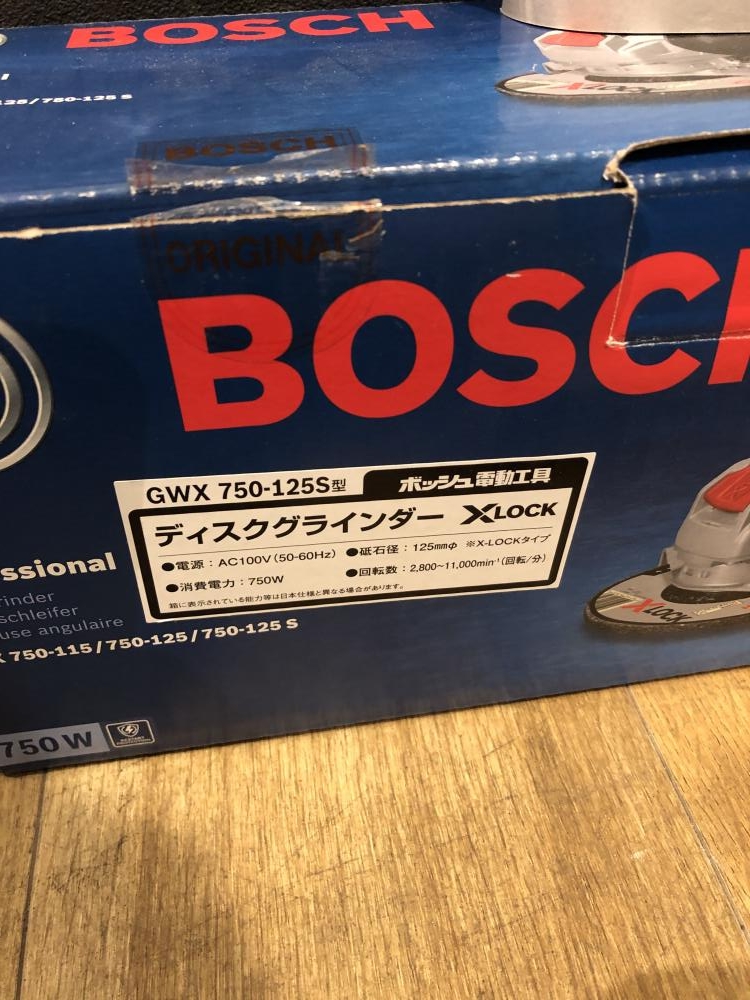 BOSCH
/ 750-125 S
X LOCK
BOSCH
ORIGINAL
BOSCH
GWX 750-125S型 ボッシュ電動工具
ディスクグラインダー X LOCK
●電源：AC100V（50-60Hz） ●砥石径：125mmφ ※X-LOCKタイプ
●消費電力：750W ●回転数：2,800~11,000min⁻¹（回転/分）
箱に表示されている能力等は日本仕様と異なる場合があります。
ssional
rinder
schleifer
use angulaire
X 750-115 / 750-125 / 750-125 S
X LOCK
750 W